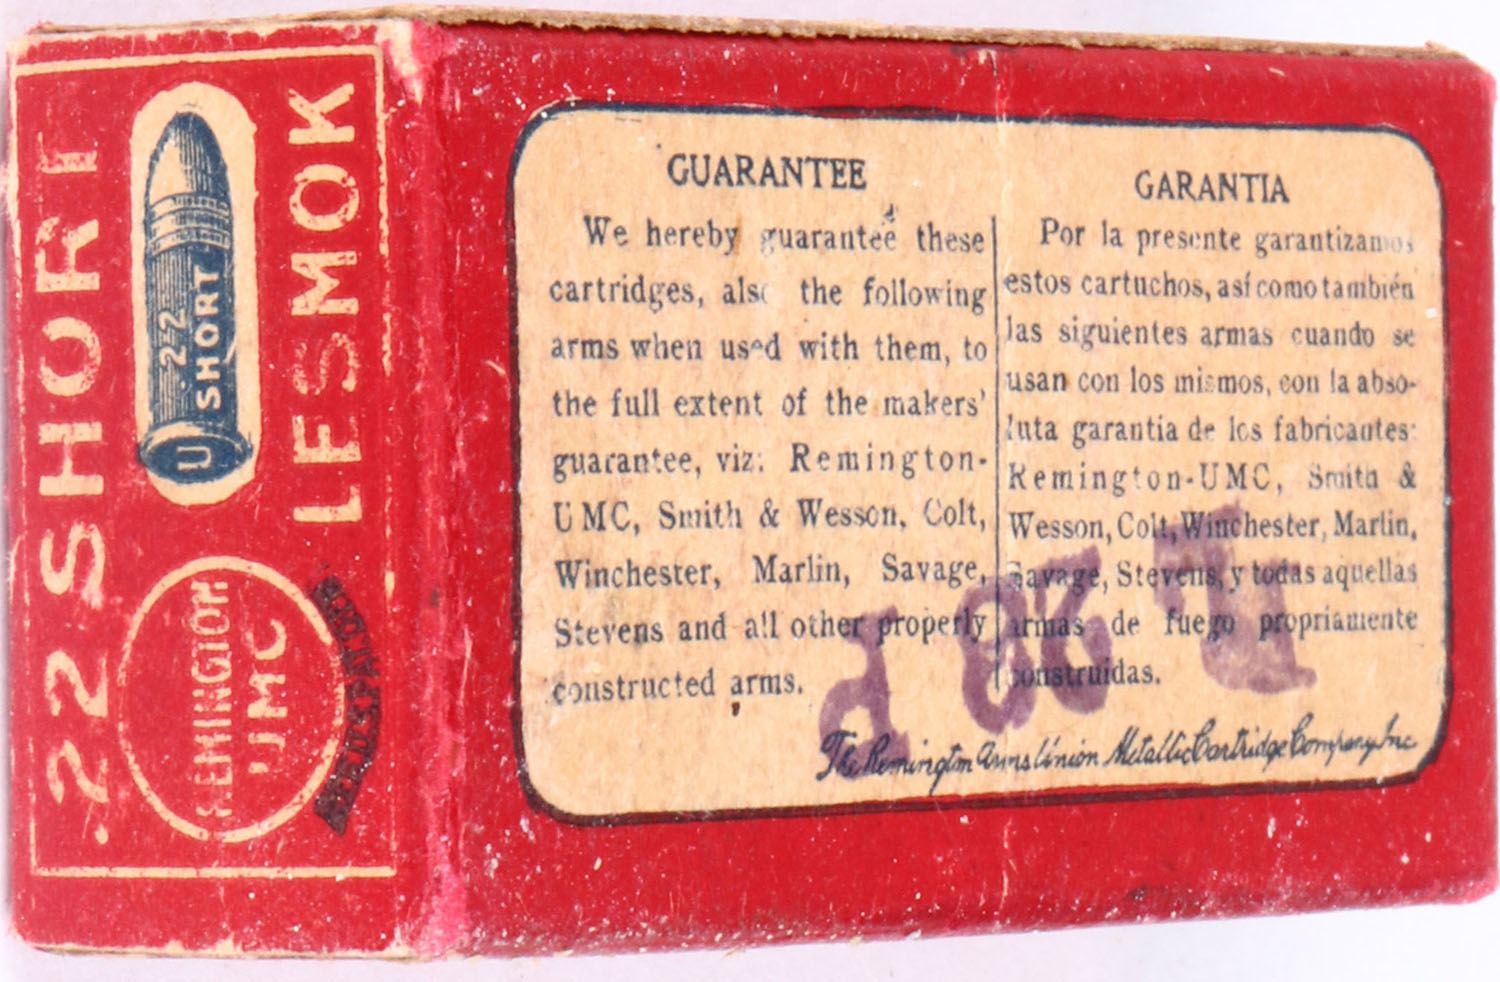 .22 SHORT
U
.22
SHORT
LESMOK
REMINGTON
UMC
GUARANTEE
We hereby guarantee these
cartridges, also the following
arms when used with them, to
the full extent of the makers'
guarantee, viz: Remington-
UMC, Smith & Wesson, Colt,
Winchester, Marlin, Savage,
Stevens and all other properly
constructed arms.
GARANTIA
Por la presente garantizamos
estos cartuchos, así como también
las siguientes armas cuando se
usan con los mismos, con la abso-
luta garantia de los fabricantes:
Remington-UMC, Smith &
Wesson, Colt, Winchester, Marlin,
Savage, Stevens, y todas aquellas
armas de fuego propriamente
construidas.
The Remington Arms Union Metallic Cartridge Company, Inc